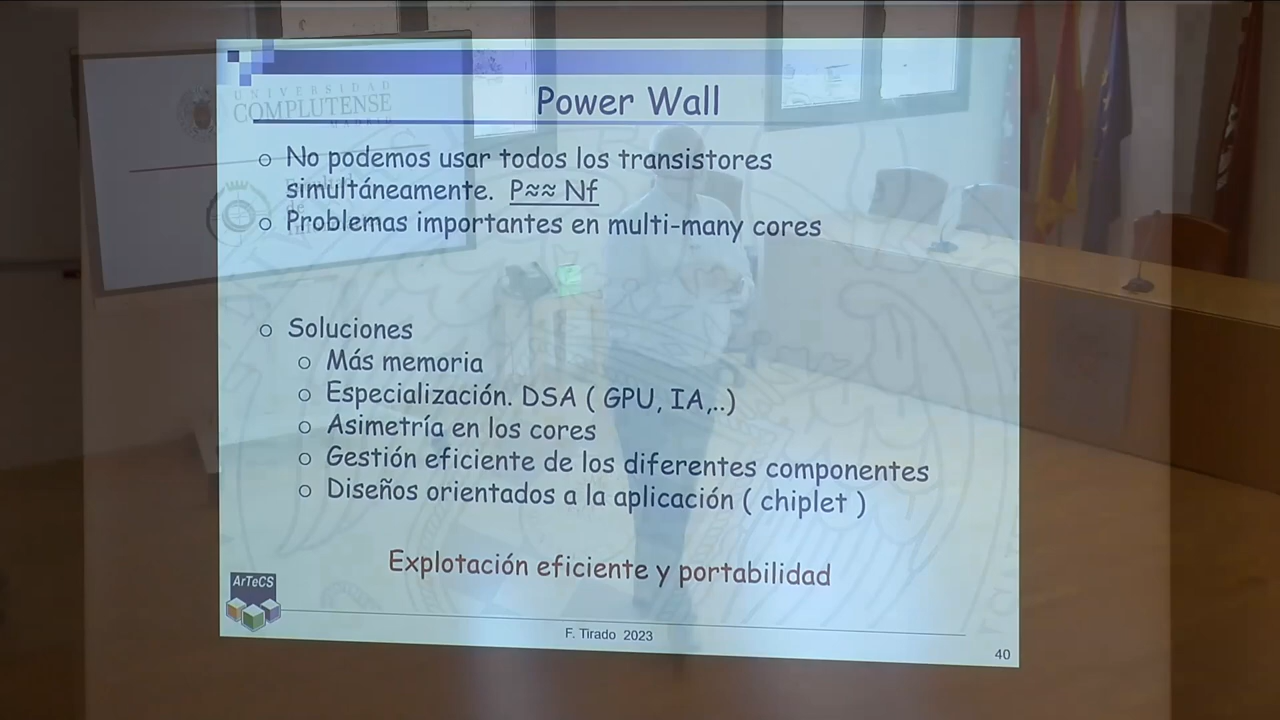 UNIVERSIDAD
COMPLUTENSE
MADRID
Power Wall
No podemos usar todos los transistores
simultáneamente. P≈≈ Nf
Problemas importantes en multi-many cores
Soluciones
Más memoria
Especialización. DSA ( GPU, IA,..)
Asimetría en los cores
Gestión eficiente de los diferentes componentes
Diseños orientados a la aplicación ( chiplet )
Explotación eficiente y portabilidad
ArTeCS
F. Tirado 2023
40